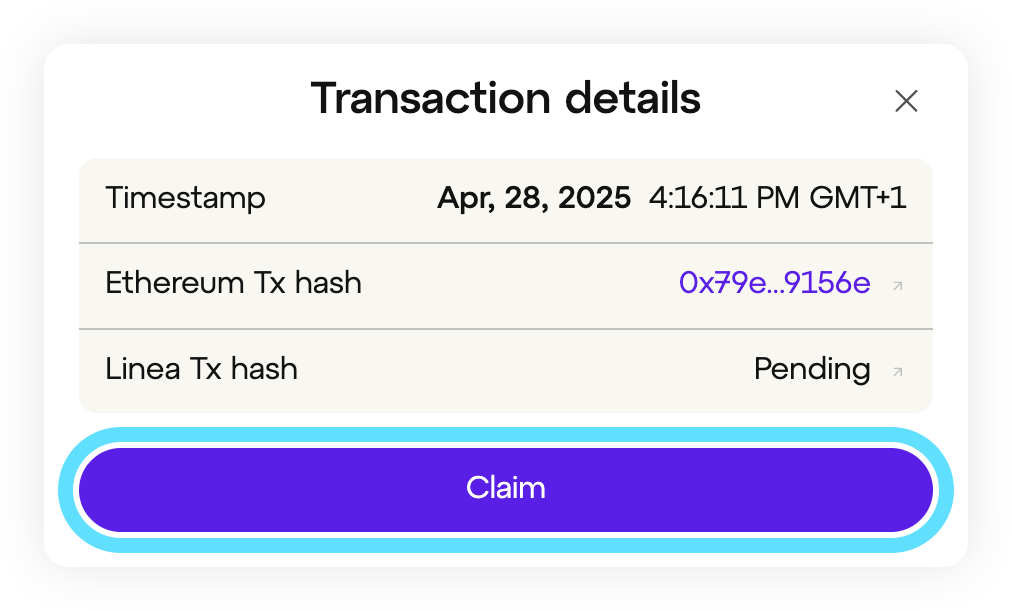 Transaction details
Timestamp Apr, 28, 2025 4:16:11 PM GMT+1
Ethereum Tx hash 0x79e...9156e
Linea Tx hash Pending
Claim